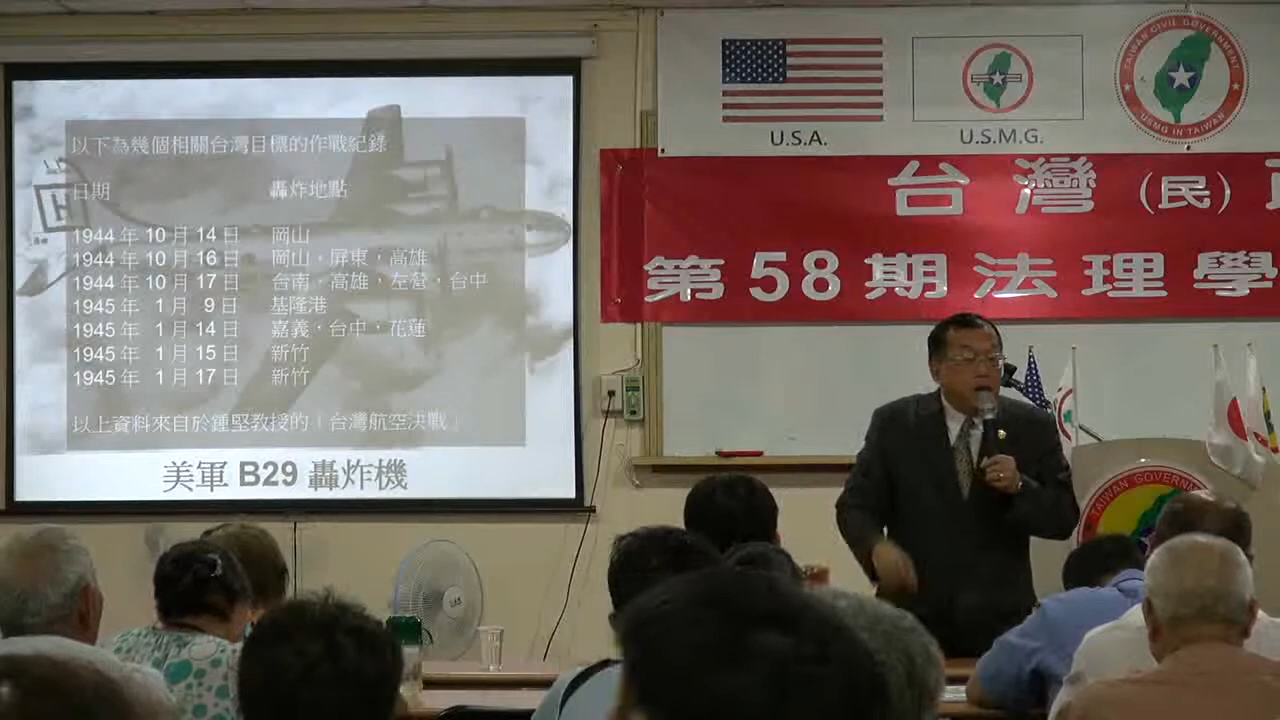 以下為幾個相關台灣目標的作戰紀錄
日期 轟炸地點
1944 年 10 月 14 日 岡山
1944 年 10 月 16 日 岡山，屏東，高雄
1944 年 10 月 17 日 台南，高雄，左營，台中
1945 年 1 月 9 日 基隆港
1945 年 1 月 14 日 嘉義，台中，花蓮
1945 年 1 月 15 日 新竹
1945 年 1 月 17 日 新竹
以上資料來自於鍾堅教授的「台灣航空決戰」
美軍 B29 轟炸機
U.S.A.
U.S.M.G.
TAIWAN CIVIL GOVERNMENT
USMG IN TAIWAN
台灣（民）
第58期法理學
TAIWAN GOVERNM